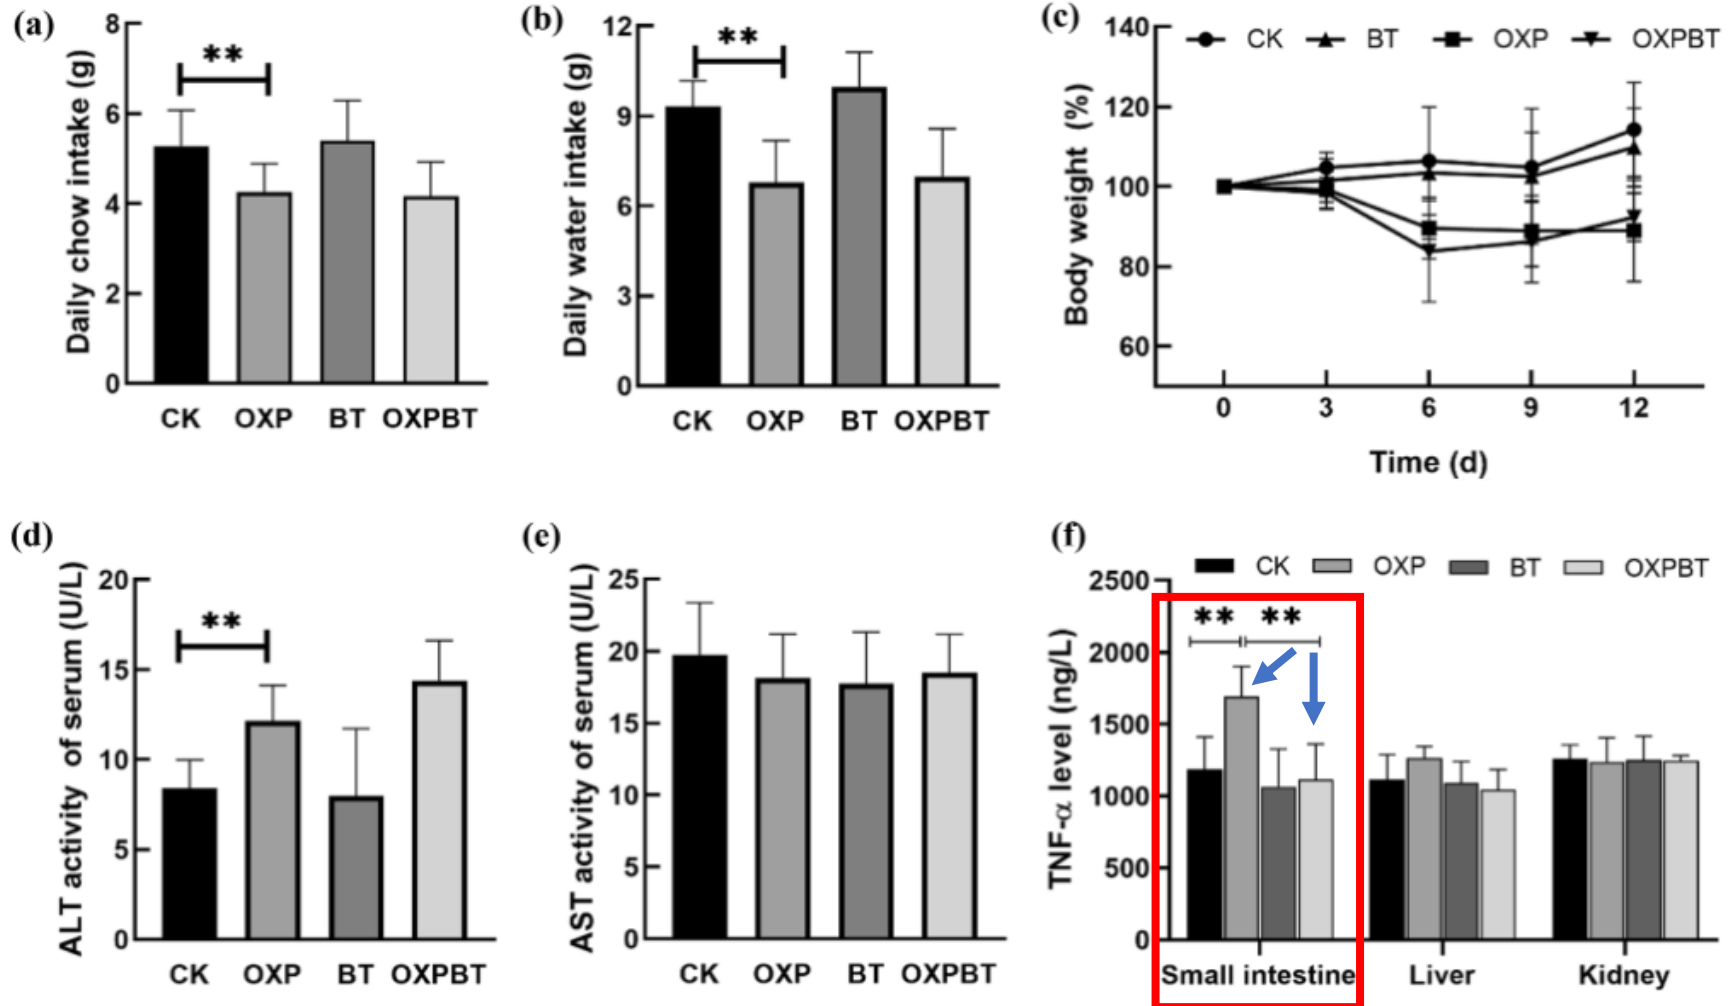 (a)
Daily chow intake (g)
8
6
4
2
0
**
CK OXP BT OXPBT
(b)
Daily water intake (g)
12
9
6
3
0
**
CK OXP BT OXPBT
(c)
Body weight (%)
140
120
100
80
60
CK BT OXP OXPBT
0 3 6 9 12
Time (d)
(d)
ALT activity of serum (U/L)
20
15
10
5
0
**
CK OXP BT OXPBT
(e)
AST activity of serum (U/L)
25
20
15
10
5
0
CK OXP BT OXPBT
(f)
TNF-α level (ng/L)
2500
2000
1500
1000
500
0
CK OXP BT OXPBT
** **
Small intestine Liver Kidney